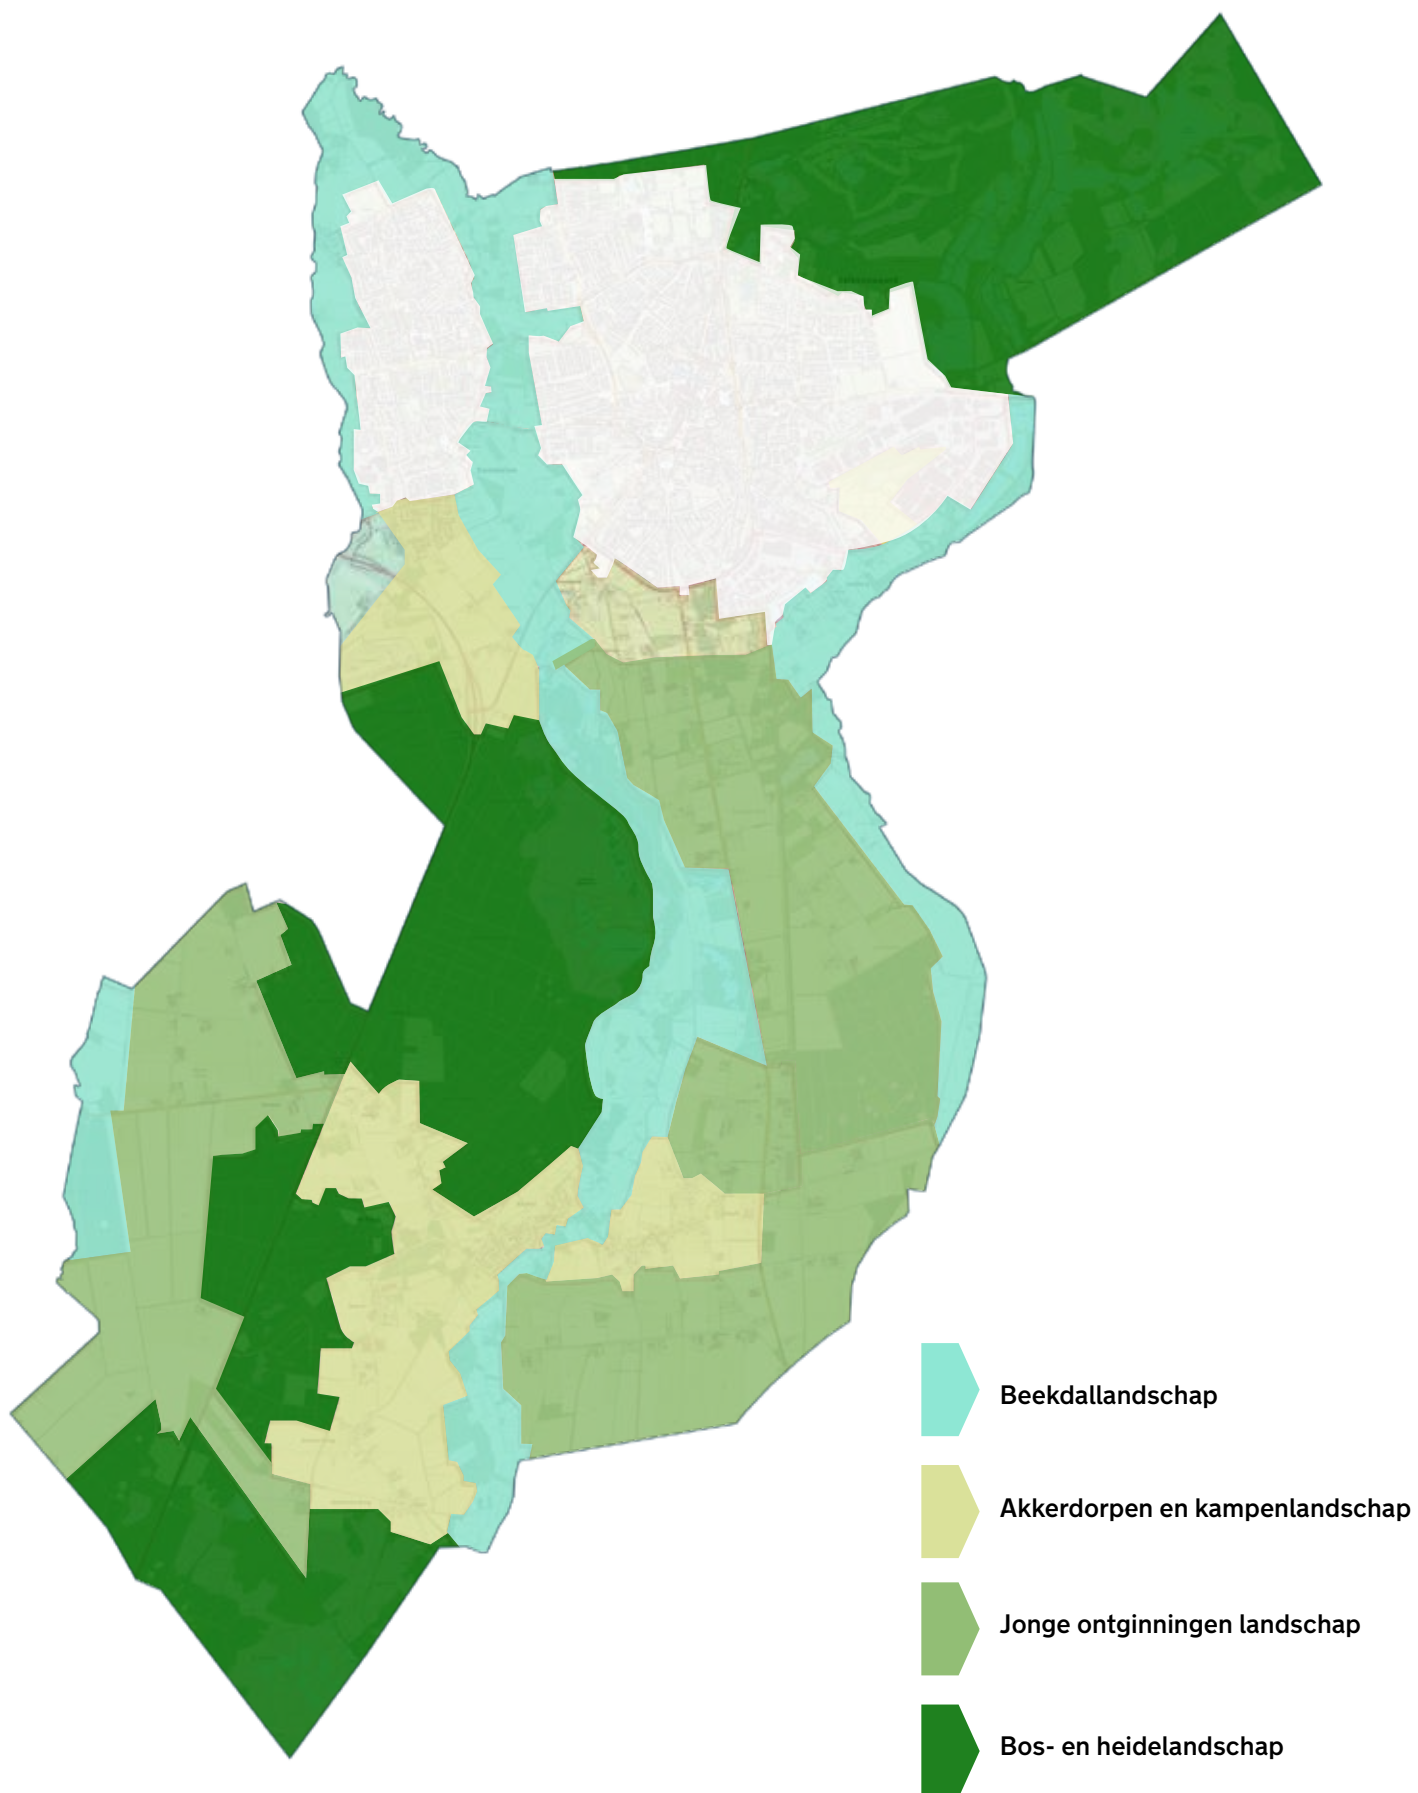 Beekdallandschap
Akkerdorpen en kampenlandschap
Jonge ontginningen landschap
Bos- en heidelandschap